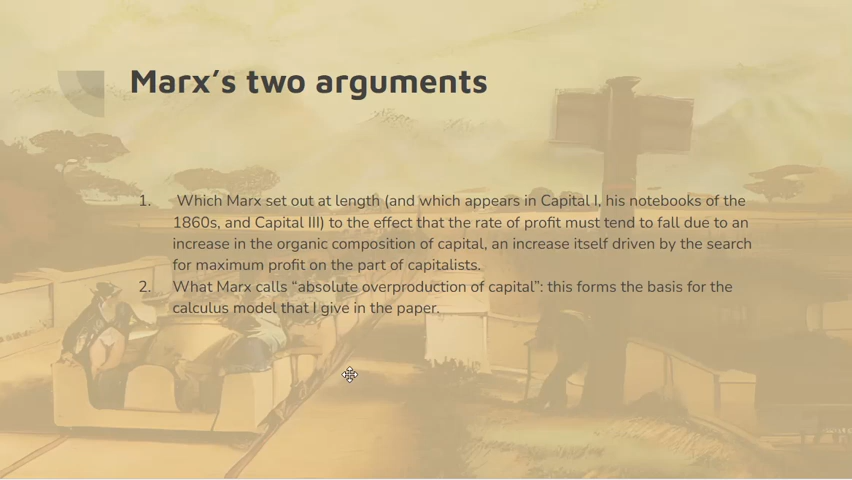 Marx’s two arguments
1. Which Marx set out at length (and which appears in Capital I, his notebooks of the
1860s, and Capital III) to the effect that the rate of profit must tend to fall due to an
increase in the organic composition of capital, an increase itself driven by the search
for maximum profit on the part of capitalists.
2. What Marx calls “absolute overproduction of capital”: this forms the basis for the
calculus model that I give in the paper.